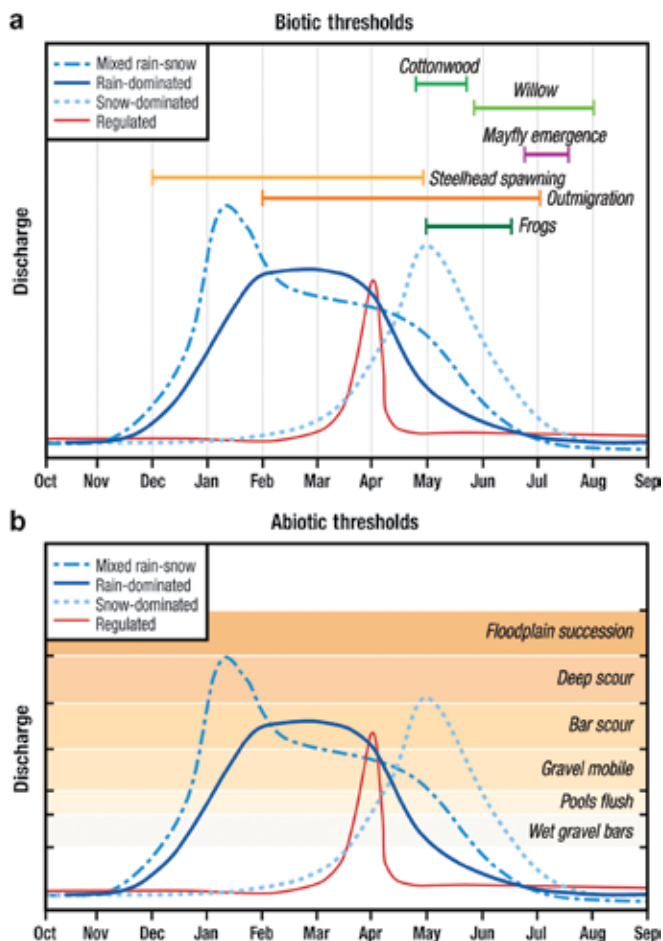 a
Biotic thresholds
Mixed rain-snow
Rain-dominated
Snow-dominated
Regulated
Cottonwood
Willow
Mayfly emergence
Steelhead spawning
Outmigration
Frogs
Discharge
Oct Nov Dec Jan Feb Mar Apr May Jun Jul Aug Sep
b
Abiotic thresholds
Mixed rain-snow
Rain-dominated
Snow-dominated
Regulated
Floodplain succession
Deep scour
Bar scour
Gravel mobile
Pools flush
Wet gravel bars
Discharge
Oct Nov Dec Jan Feb Mar Apr May Jun Jul Aug Sep